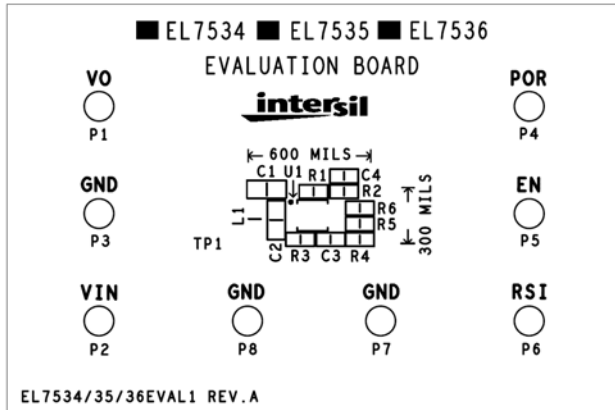 EL7534 EL7535 EL7536
EVALUATION BOARD
VO
P1
POR
P4
intersil
600 MILS
C1 U1 R1 C4
R2
GND
P3
L1
R6
R5
300 MILS
EN
P5
TP1
C2 R3 C3 R4
VIN
P2
GND
P8
GND
P7
RSI
P6
EL7534/35/36EVAL1 REV.A